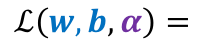 ℒ(𝒘, 𝒃, 𝜶) =